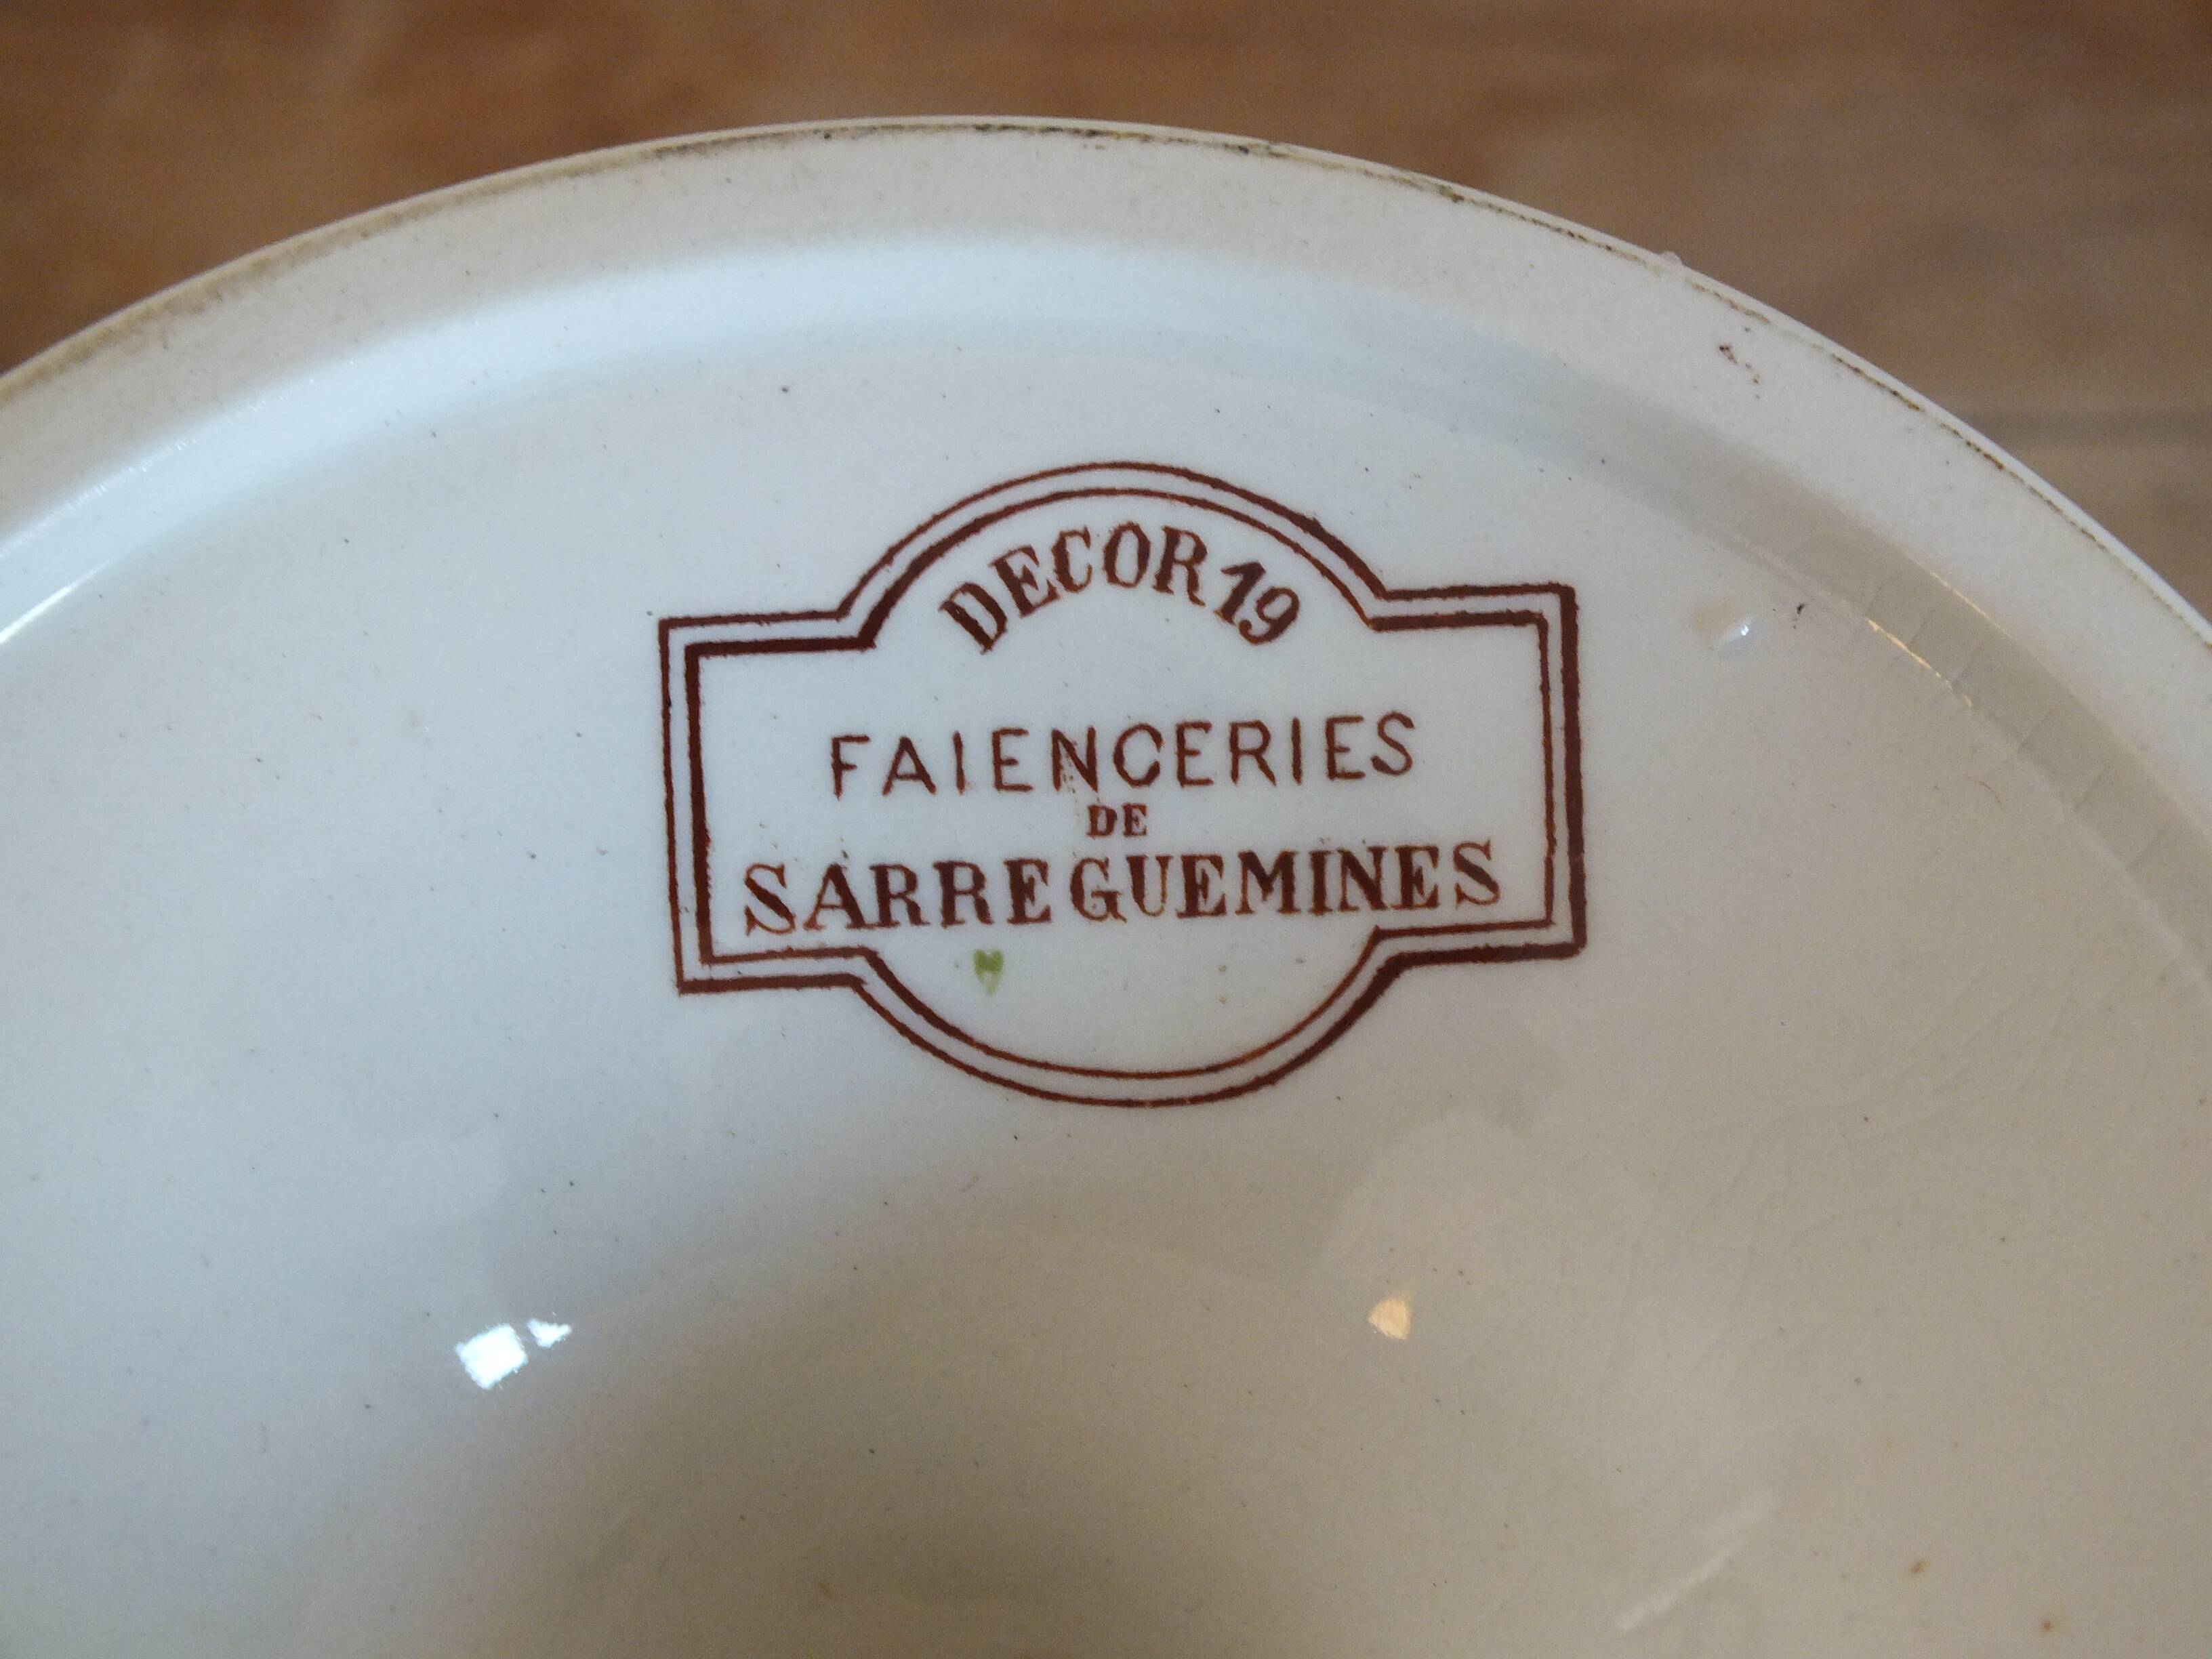 DECOR 19
FAIENCERIES
DE
SARREGUEMINES